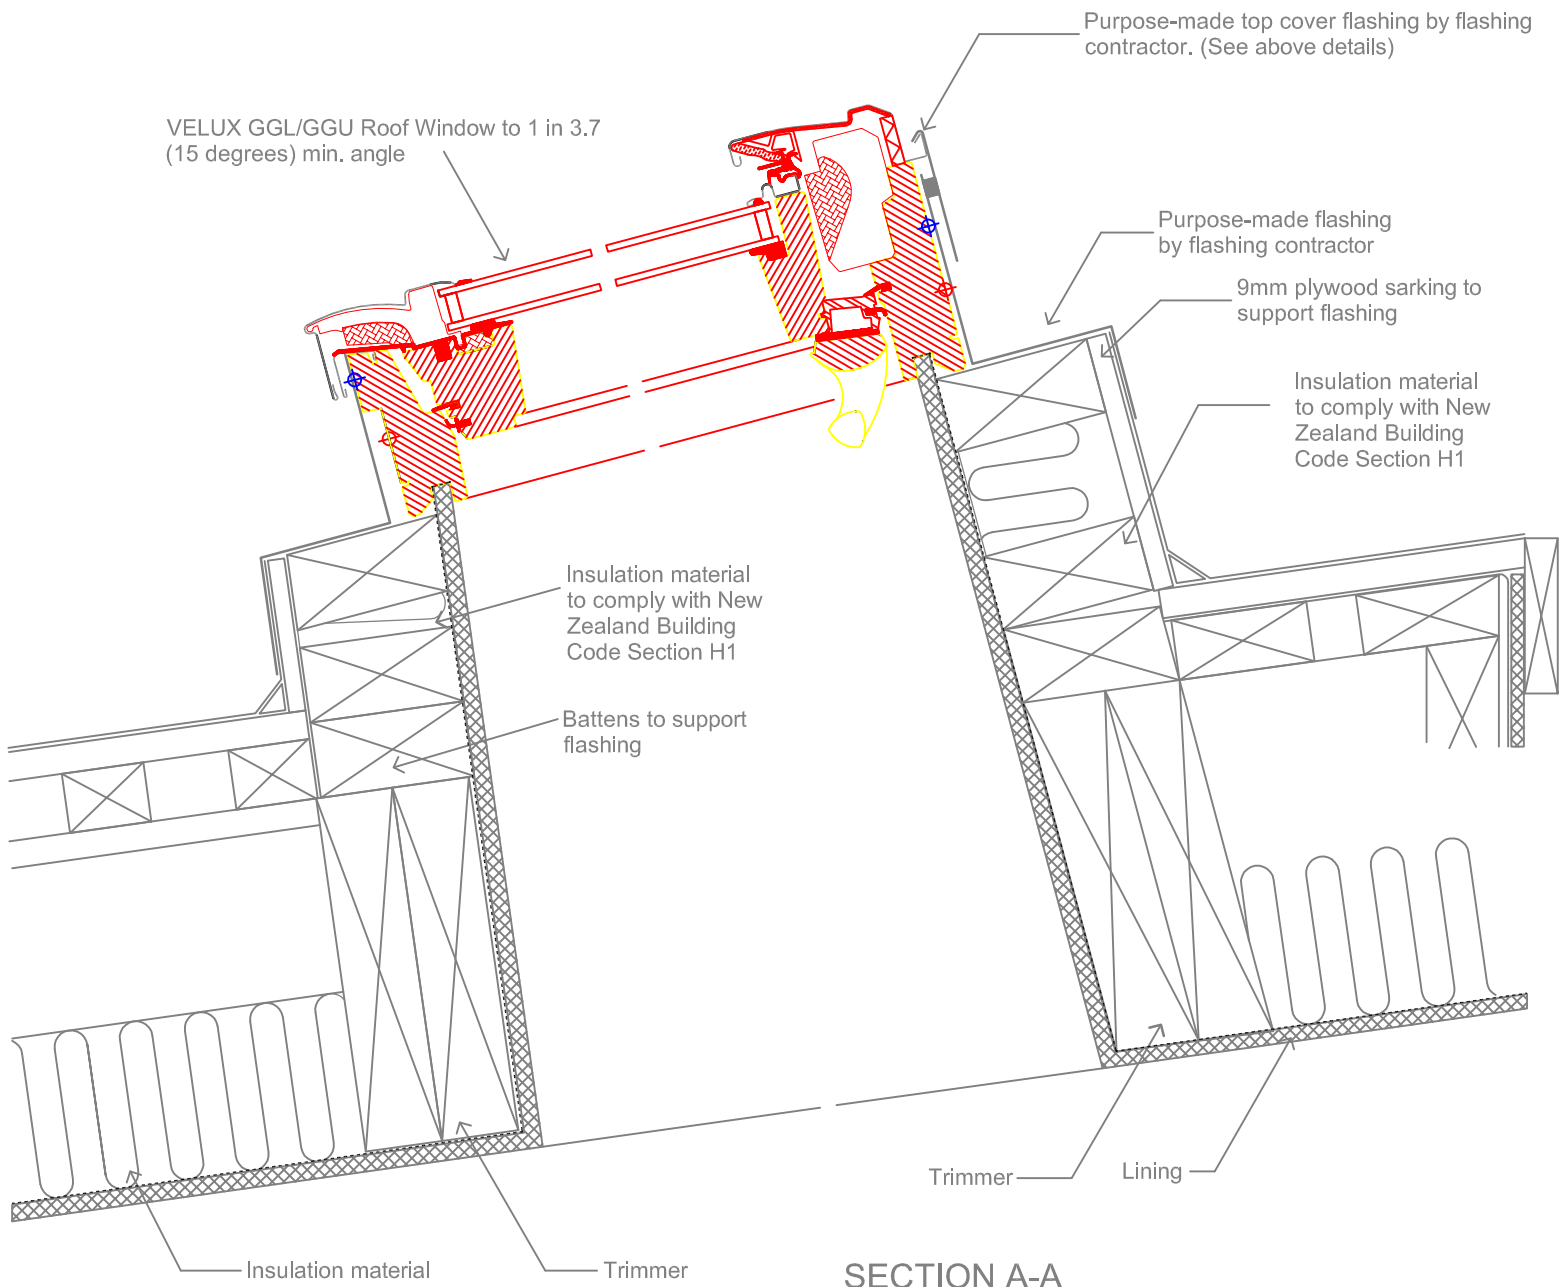 Purpose-made top cover flashing by flashing
contractor. (See above details)
VELUX GGL/GGU Roof Window to 1 in 3.7
(15 degrees) min. angle
Purpose-made flashing
by flashing contractor
9mm plywood sarking to
support flashing
Insulation material
to comply with New
Zealand Building
Code Section H1
Insulation material
to comply with New
Zealand Building
Code Section H1
Battens to support
flashing
Trimmer
Lining
Insulation material
Trimmer
SECTION A-A